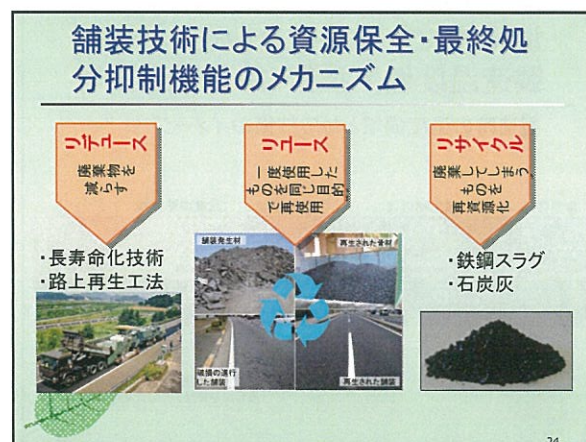 舗装技術による資源保全・最終処
分抑制機能のメカニズム
リデュース
廃棄物を
減らす
リユース
一度使用した
ものを同じ目的
で再使用
リサイクル
廃棄してしまう
ものを
再資源化
・長寿命化技術
・路上再生工法
舗装発生材
再生された骨材
破損の進行
した舗装
再生された舗装
・鉄鋼スラグ
・石炭灰
24